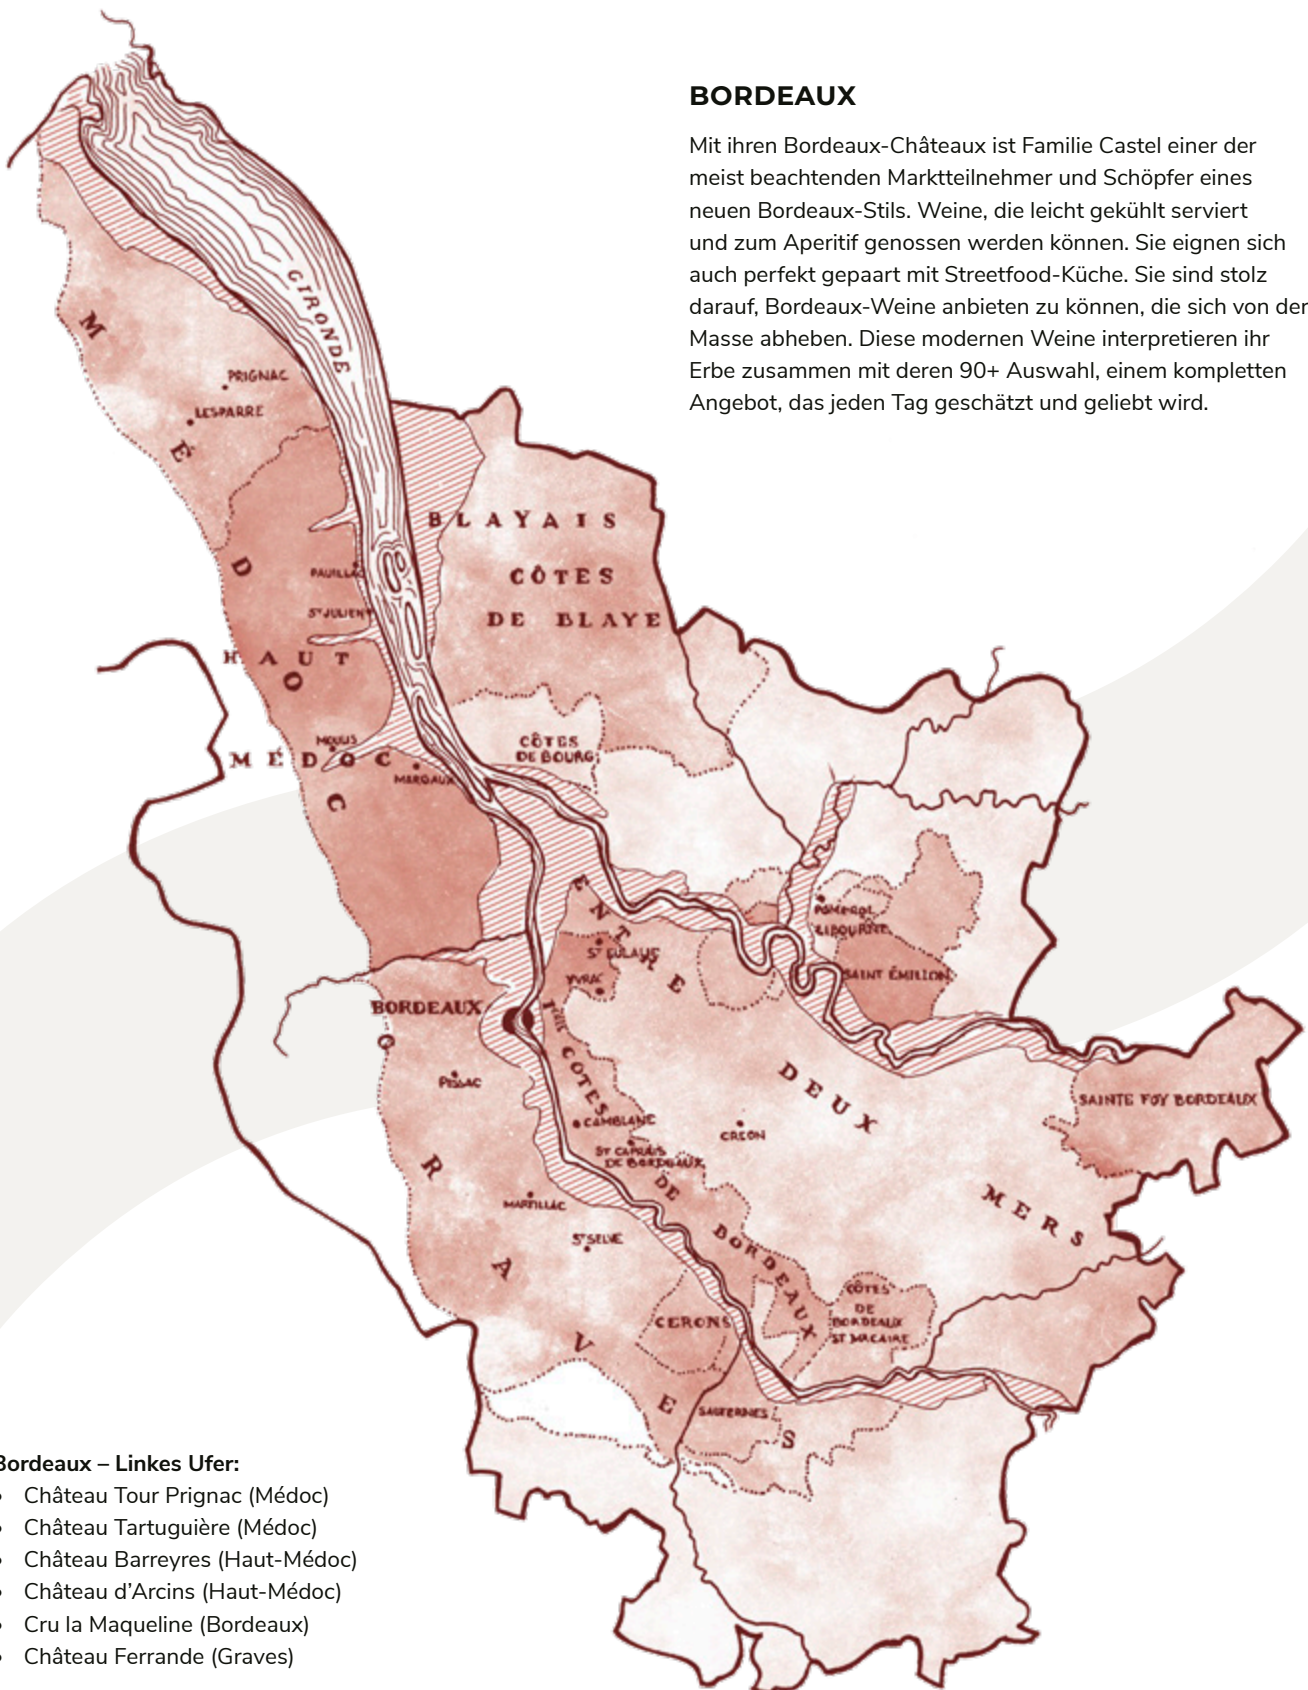 BORDEAUX
Mit ihren Bordeaux-Châteaux ist Familie Castel einer der
meist beachtenden Marktteilnehmer und Schöpfer eines
neuen Bordeaux-Stils. Weine, die leicht gekühlt serviert
und zum Aperitif genossen werden können. Sie eignen sich
auch perfekt gepaart mit Streetfood-Küche. Sie sind stolz
darauf, Bordeaux-Weine anbieten zu können, die sich von der
Masse abheben. Diese modernen Weine interpretieren ihr
Erbe zusammen mit deren 90+ Auswahl, einem kompletten
Angebot, das jeden Tag geschätzt und geliebt wird.
GIRONDE
MÉDOC
PRIGNAC
LESPARRE
BLAYAIS
CÔTES
DE BLAYE
PAUILLAC
ST JULIEN
HAUT
MÉDOC
MOULIS
MARGAUX
CÔTES
DE BOURG
POMEROL
LIBOURNE
SAINT ÉMILION
ENTRE
DEUX
MERS
ST EULALIE
YVRAC
BORDEAUX
GRAVES
PESSAC
CÔTES
DE
BORDEAUX
CAMBLANC
ST CAPRAIS
DE BORDEAUX
CREON
SAINTE FOY BORDEAUX
MARTILLAC
ST SELVE
CERONS
CÔTES
DE
BORDEAUX
ST MACAIRE
SAUTERNES
Bordeaux – Linkes Ufer:
• Château Tour Prignac (Médoc)
• Château Tartuguière (Médoc)
• Château Barreyres (Haut-Médoc)
• Château d’Arcins (Haut-Médoc)
• Cru la Maqueline (Bordeaux)
• Château Ferrande (Graves)